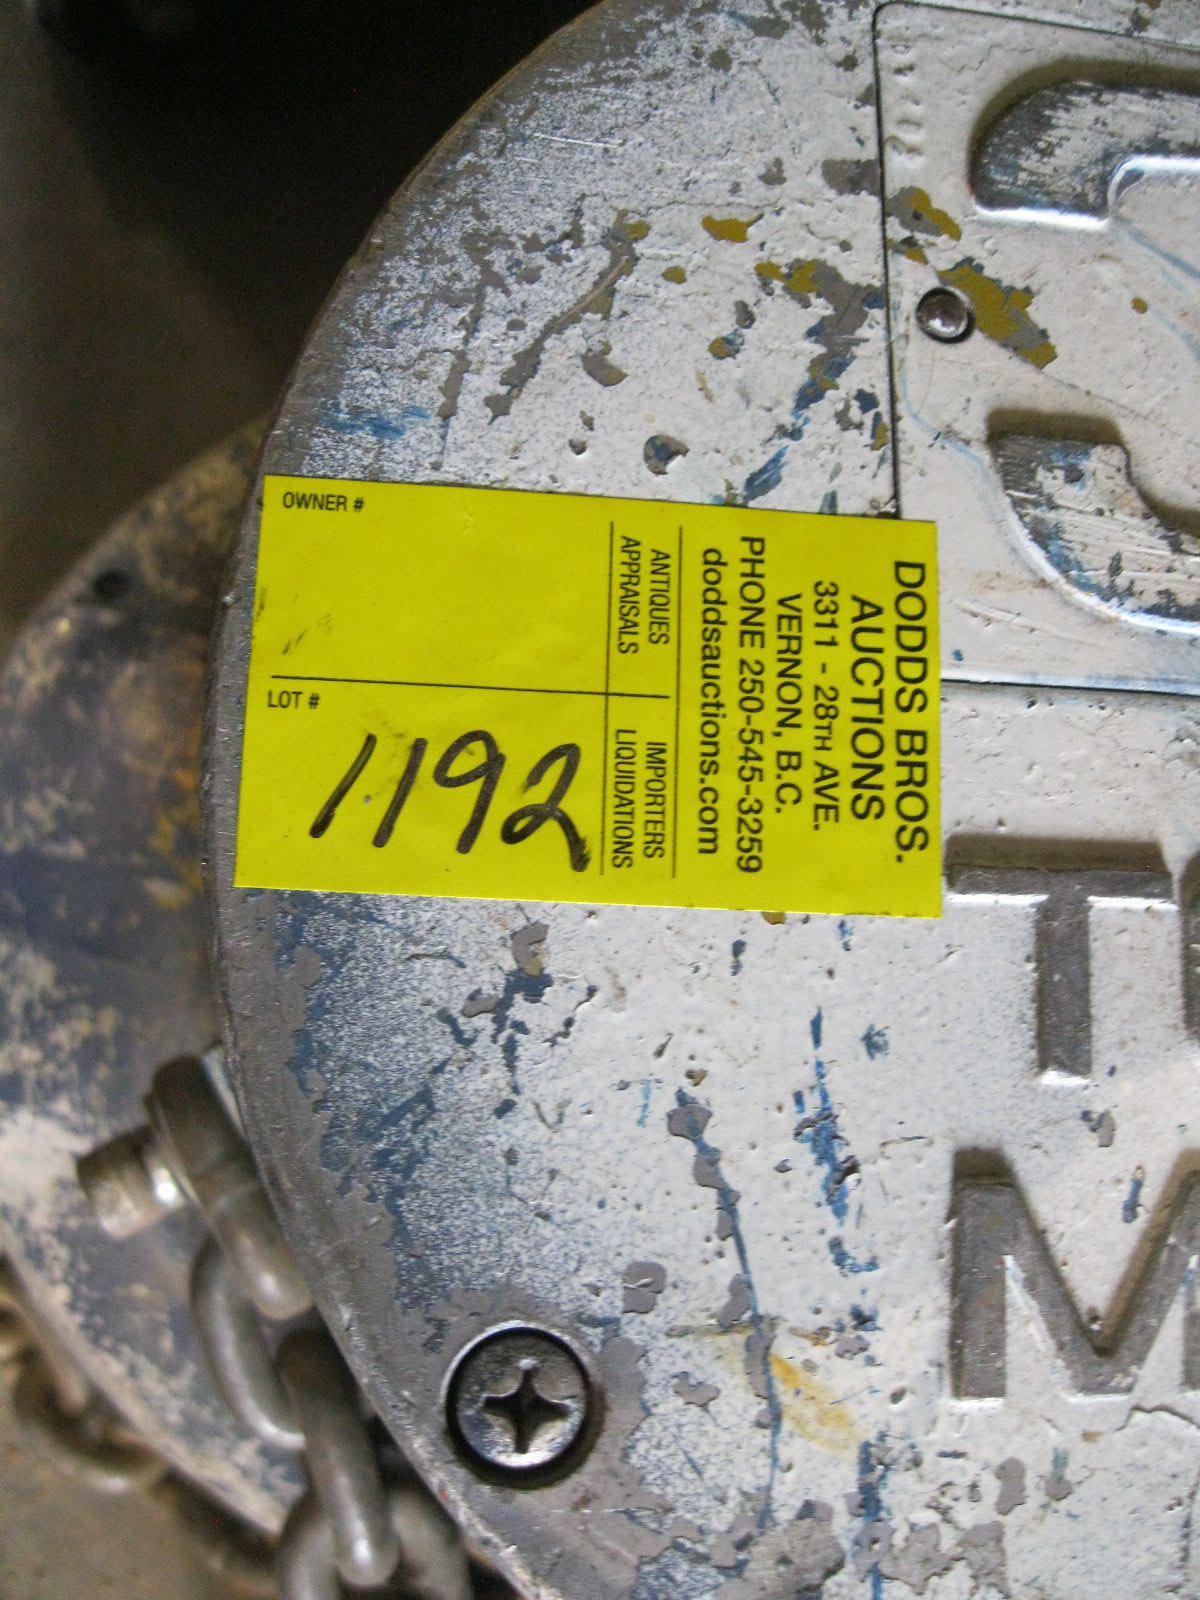 DODDS BROS.
AUCTIONS
3311 - 28TH AVE.
VERNON, B.C.
PHONE 250-545-3259
doddsauctions.com
ANTIQUES
APPRAISALS
IMPORTERS
LIQUIDATIONS
OWNER #
LOT #
1192